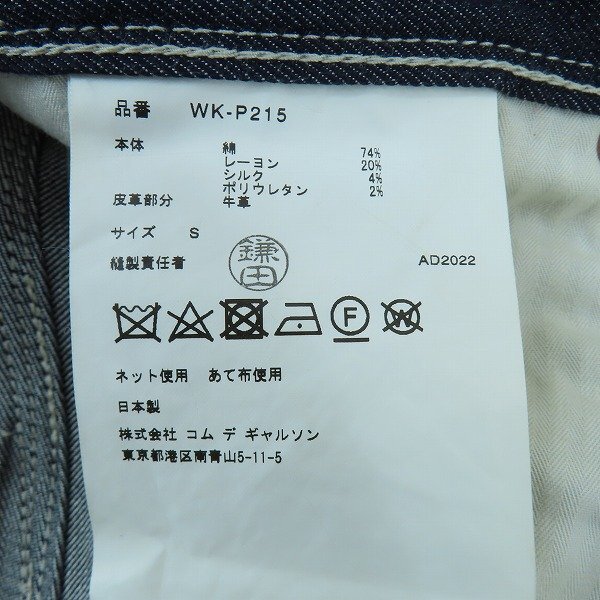 品番 WK-P215
本体 綿 74%
レーヨン 20%
シルク 4%
ポリウレタン 2%
皮革部分 牛革
サイズ S
縫製責任者 鎌田 AD2022
F W
ネット使用 あて布使用
日本製
株式会社 コム デ ギャルソン
東京都港区南青山5-11-5